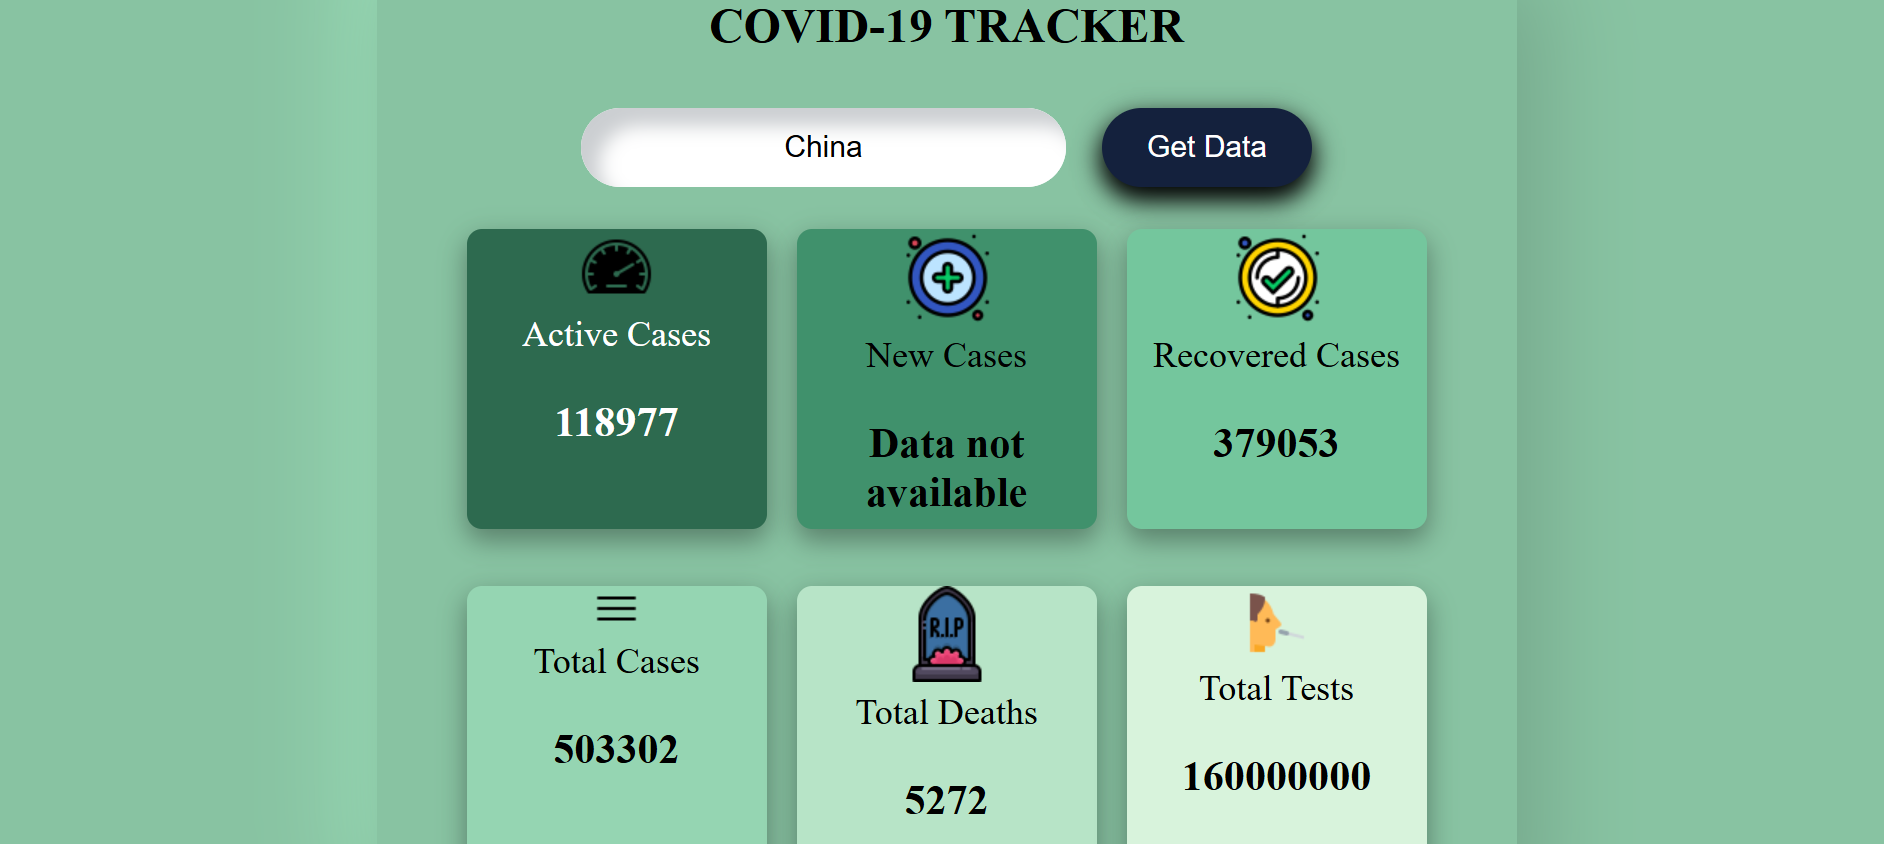 COVID-19 TRACKER
China
Get Data
Active Cases
118977
New Cases
Data not
available
Recovered Cases
379053
Total Cases
503302
R.I.P
Total Deaths
5272
Total Tests
160000000